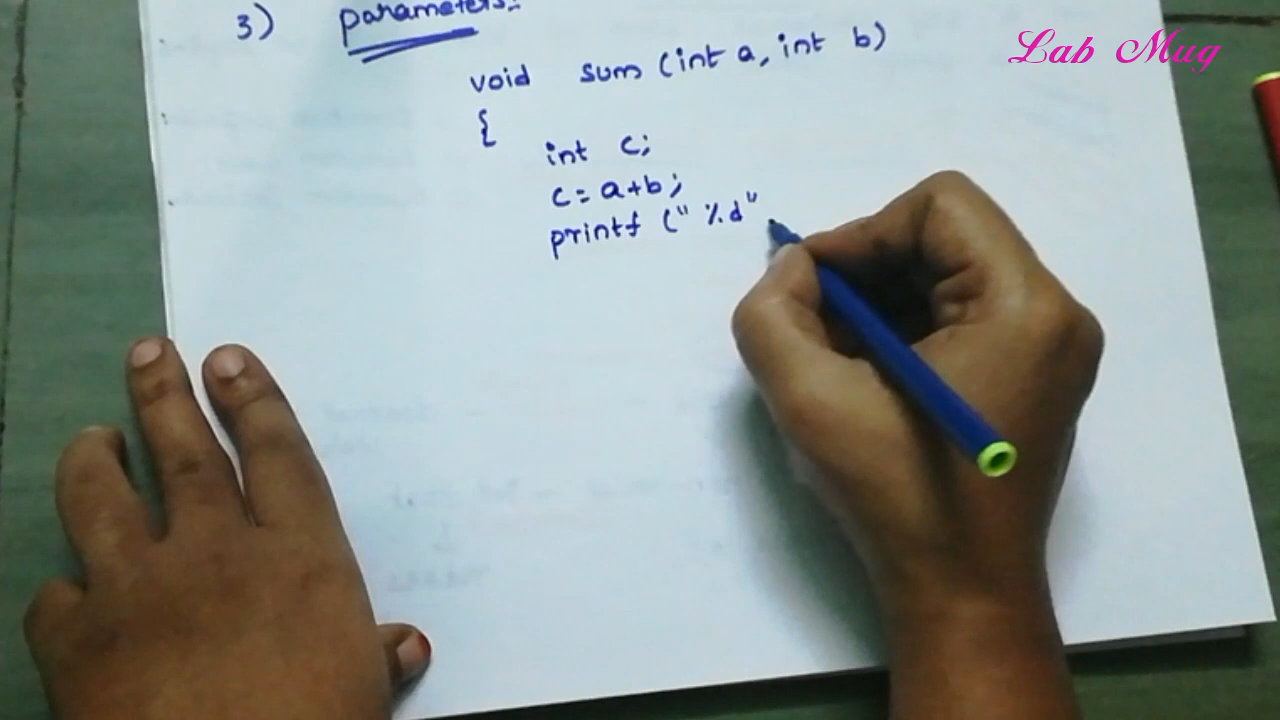 3) parameters:
Lab Mug
void sum (int a, int b)
{
int c;
c = a+b;
printf (" %d"